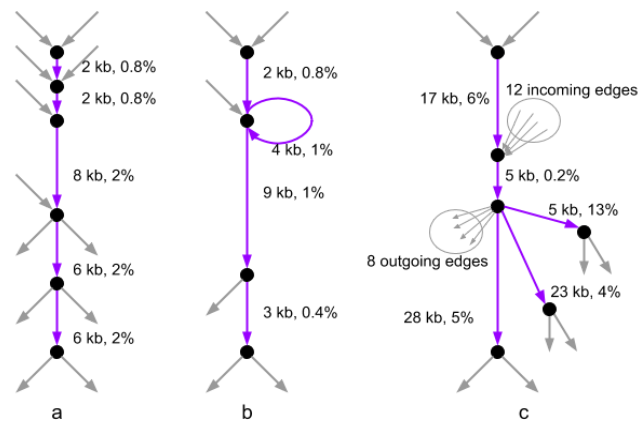 2 kb, 0.8%
2 kb, 0.8%
8 kb, 2%
6 kb, 2%
6 kb, 2%
a
2 kb, 0.8%
4 kb, 1%
9 kb, 1%
3 kb, 0.4%
b
17 kb, 6%
12 incoming edges
5 kb, 0.2%
5 kb, 13%
8 outgoing edges
23 kb, 4%
28 kb, 5%
c